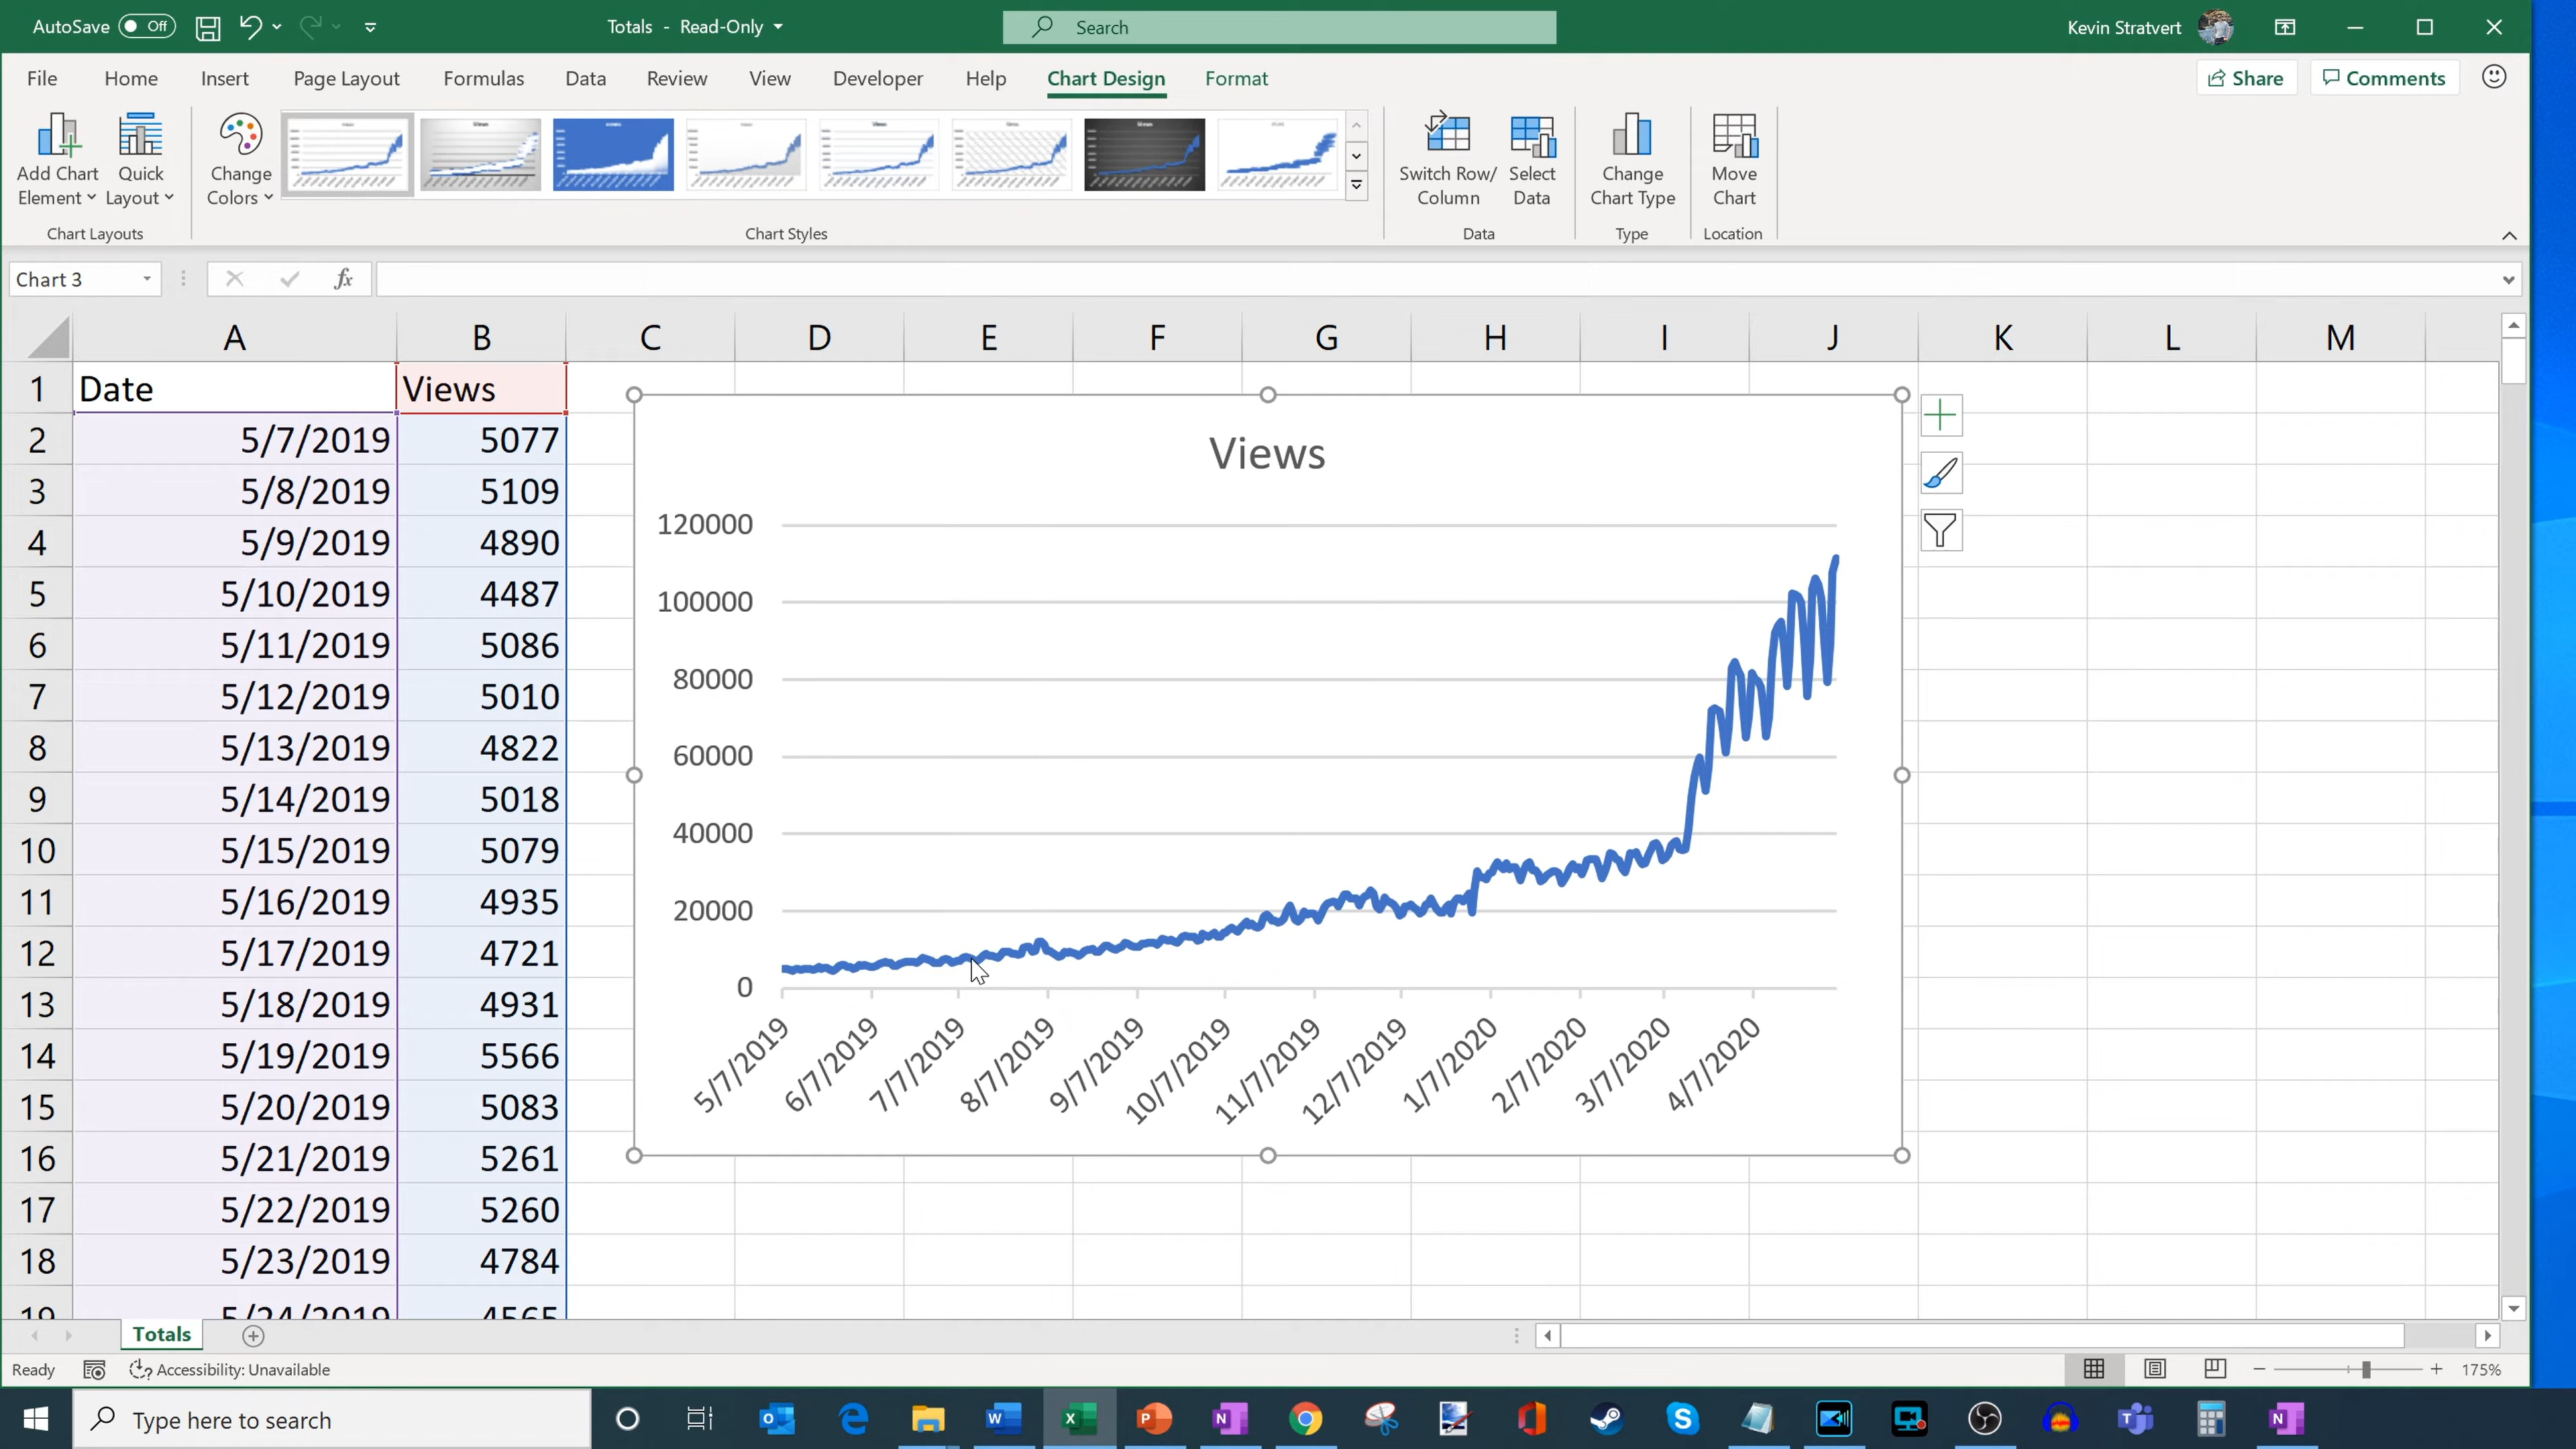 AutoSave Off
Totals - Read-Only
Search
Kevin Stratvert
File Home Insert Page Layout Formulas Data Review View Developer Help Chart Design Format
Share Comments
Add Chart Element
Quick Layout
Change Colors
Switch Row/ Column
Select Data
Change Chart Type
Move Chart
Chart Layouts
Chart Styles
Data
Type
Location
Chart 3
fx
A B C D E F G H I J K L M
1 Date Views
2 5/7/2019 5077
3 5/8/2019 5109
4 5/9/2019 4890
5 5/10/2019 4487
6 5/11/2019 5086
7 5/12/2019 5010
8 5/13/2019 4822
9 5/14/2019 5018
10 5/15/2019 5079
11 5/16/2019 4935
12 5/17/2019 4721
13 5/18/2019 4931
14 5/19/2019 5566
15 5/20/2019 5083
16 5/21/2019 5261
17 5/22/2019 5260
18 5/23/2019 4784
19 5/24/2019 4565
Views
120000
100000
80000
60000
40000
20000
0
5/7/2019
6/7/2019
7/7/2019
8/7/2019
9/7/2019
10/7/2019
11/7/2019
12/7/2019
1/7/2020
2/7/2020
3/7/2020
4/7/2020
Totals
Ready
Accessibility: Unavailable
175%
Type here to search